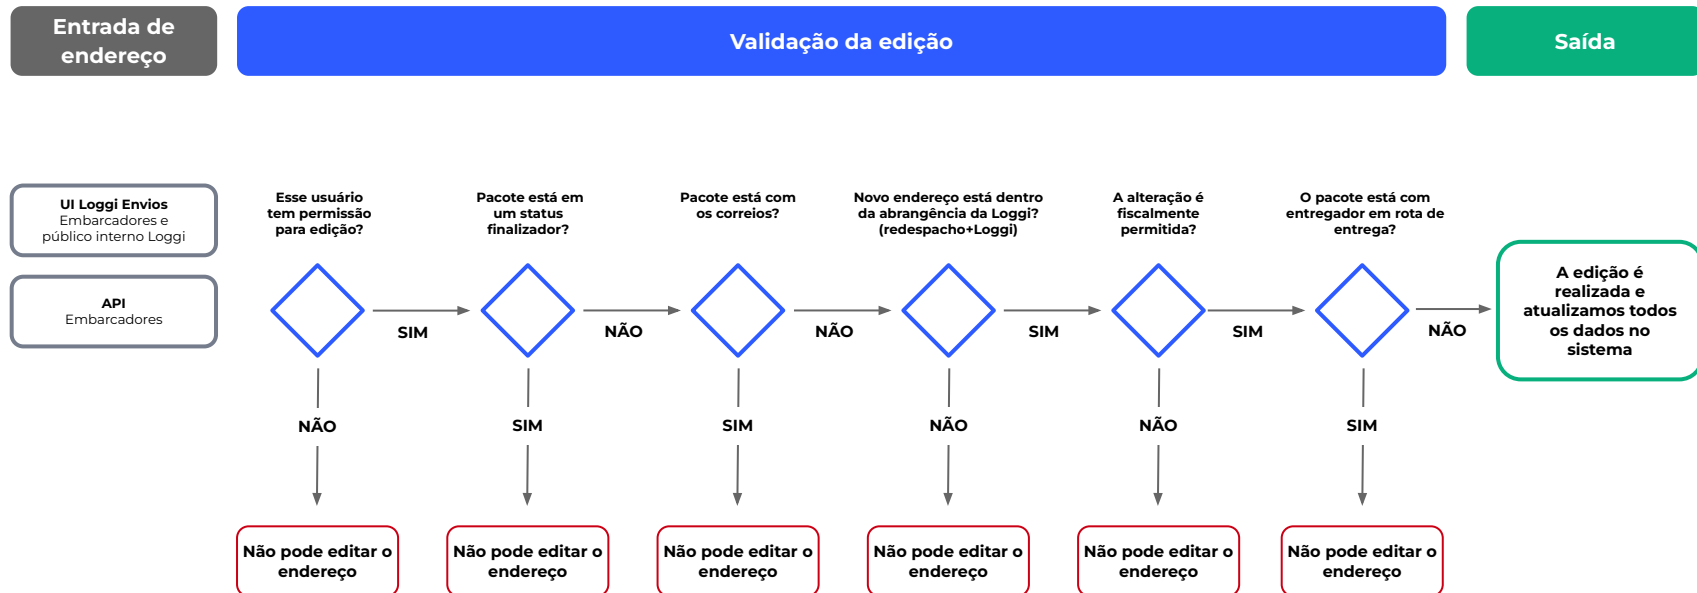 Entrada de
endereço
Validação da edição
Saída
UI Loggi Envios
Embarcadores e
público interno Loggi
API
Embarcadores
Esse usuário
tem permissão
para edição?
Pacote está em
um status
finalizador?
Pacote está com
os correios?
Novo endereço está dentro
da abrangência da Loggi?
(redespacho+Loggi)
A alteração é
fiscalmente
permitida?
O pacote está com
entregador em rota de
entrega?
SIM
NÃO
NÃO
SIM
SIM
NÃO
A edição é
realizada e
atualizamos todos
os dados no
sistema
NÃO
SIM
SIM
NÃO
NÃO
SIM
Não pode editar o
endereço
Não pode editar o
endereço
Não pode editar o
endereço
Não pode editar o
endereço
Não pode editar o
endereço
Não pode editar o
endereço